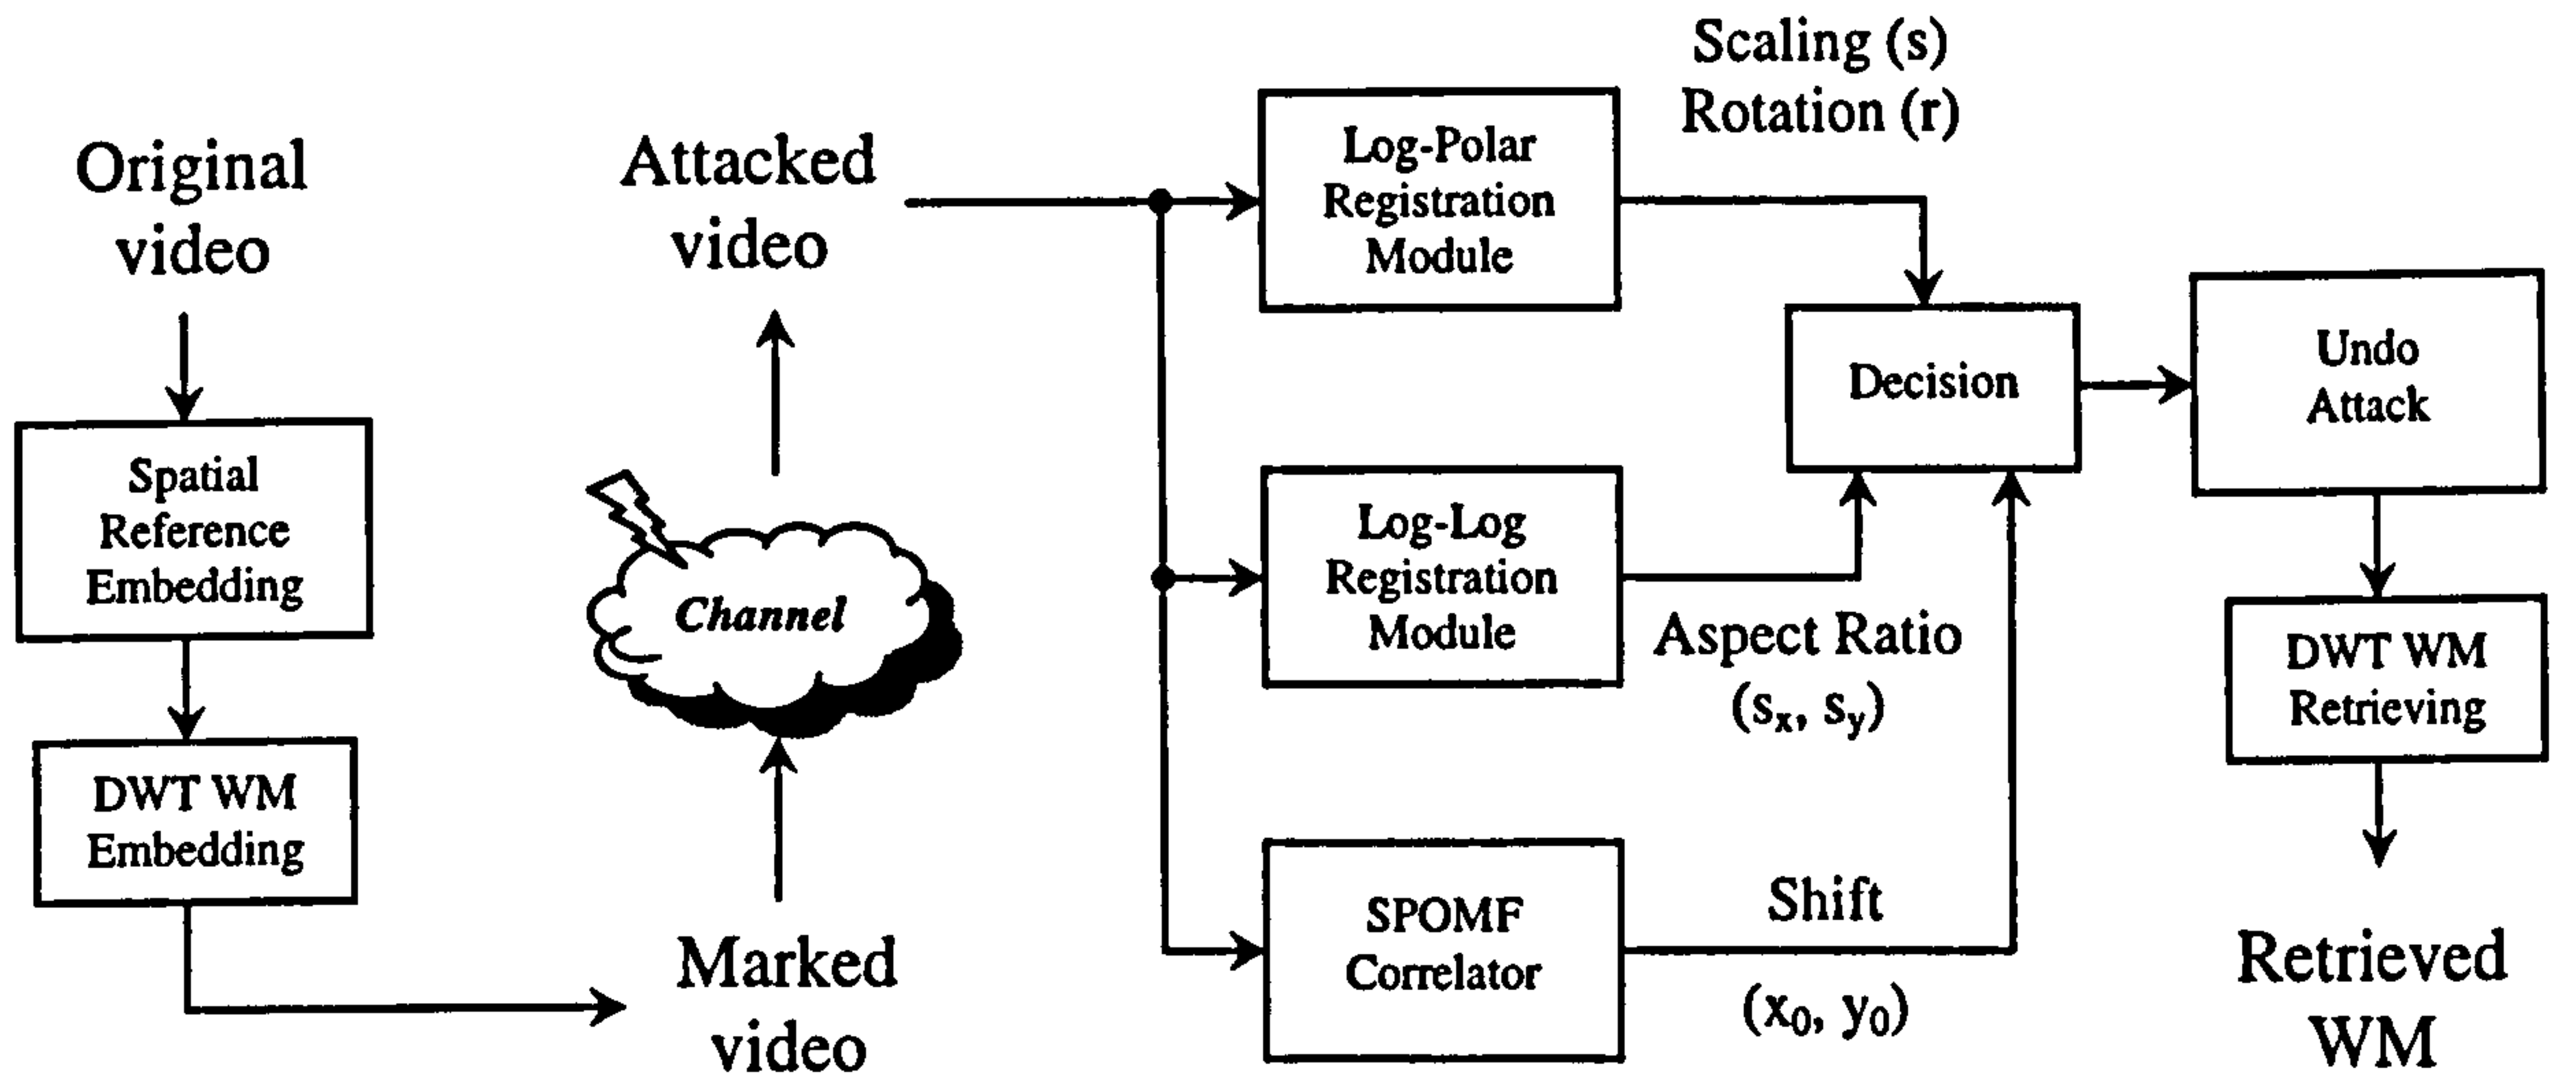 Original
video
Spatial
Reference
Embedding
DWT WM
Embedding
Marked
video
Channel
Attacked
video
Log-Polar
Registration
Module
Scaling (s)
Rotation (r)
Log-Log
Registration
Module
Aspect Ratio
(sₓ, sᵧ)
SPOMF
Correlator
Shift
(x₀, y₀)
Decision
Undo
Attack
DWT WM
Retrieving
Retrieved
WM